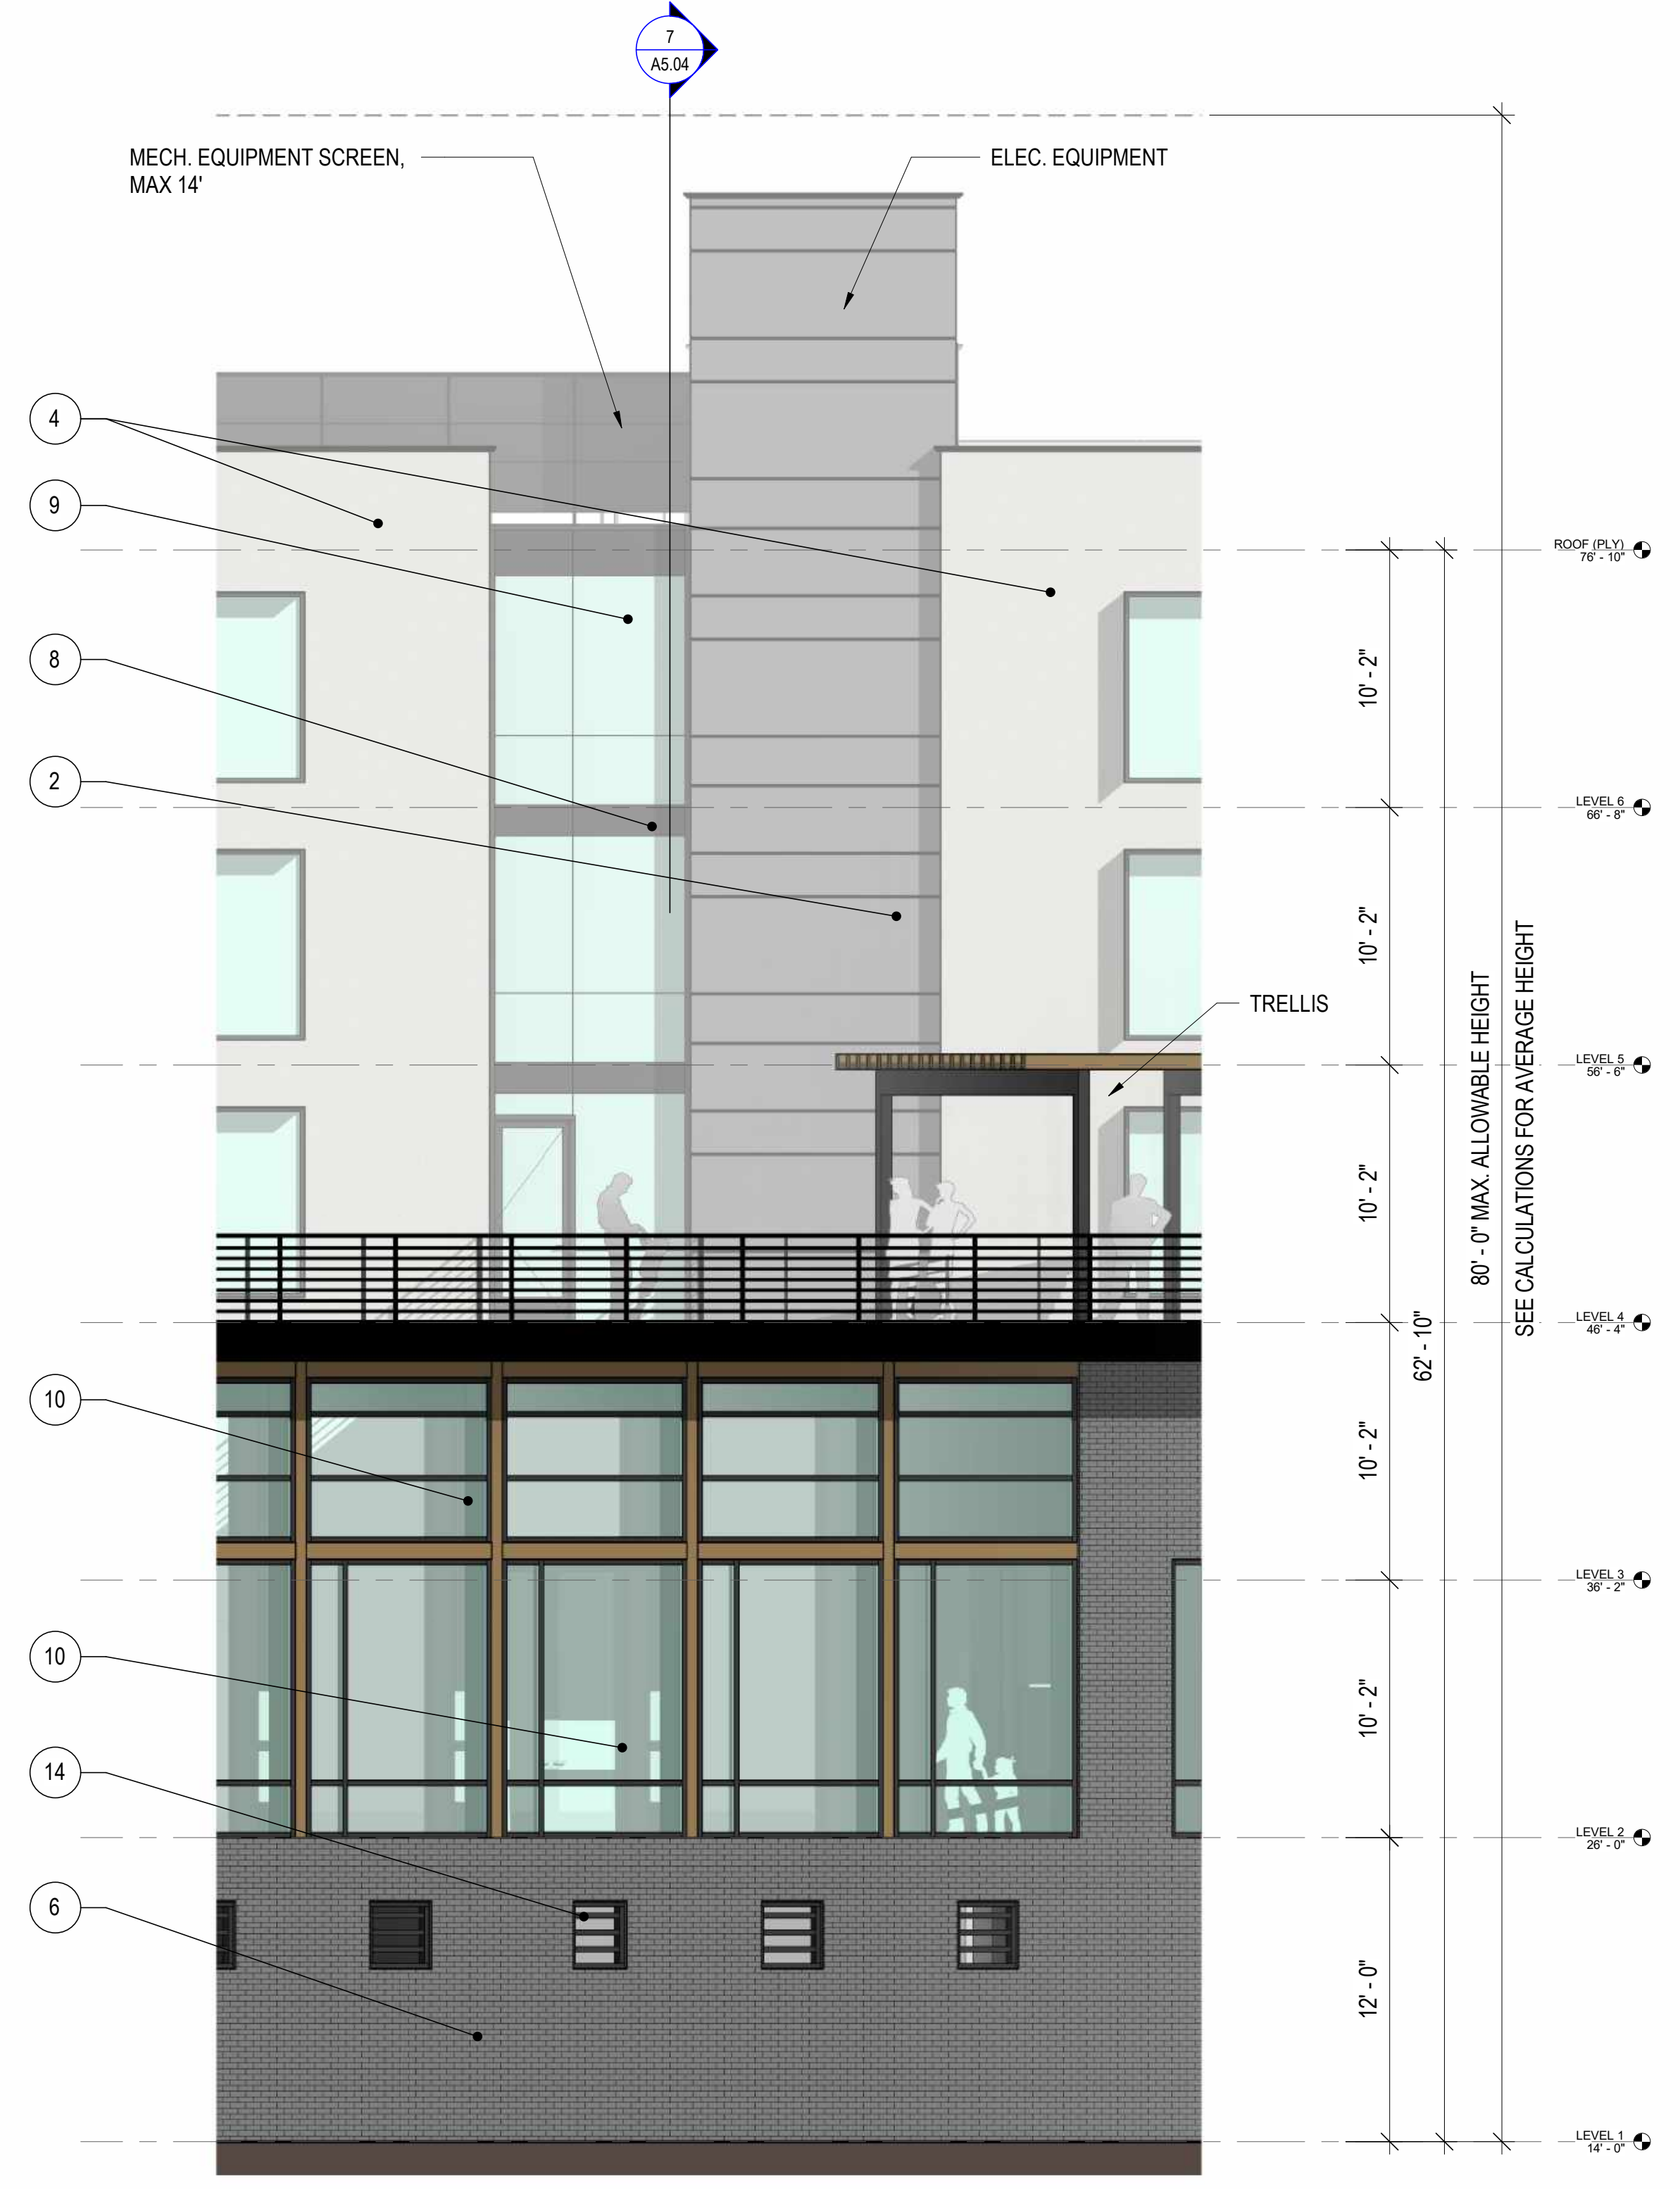 7
A5.04
MECH. EQUIPMENT SCREEN,
MAX 14'
ELEC. EQUIPMENT
4
9
ROOF (PLY)
76' - 10"
8
10' - 2"
2
LEVEL 6
66' - 8"
10' - 2"
TRELLIS
LEVEL 5
56' - 6"
10' - 2"
80' - 0" MAX. ALLOWABLE HEIGHT
SEE CALCULATIONS FOR AVERAGE HEIGHT
LEVEL 4
46' - 4"
62' - 10"
10
10' - 2"
LEVEL 3
36' - 2"
10
10' - 2"
14
LEVEL 2
26' - 0"
6
12' - 0"
LEVEL 1
14' - 0"